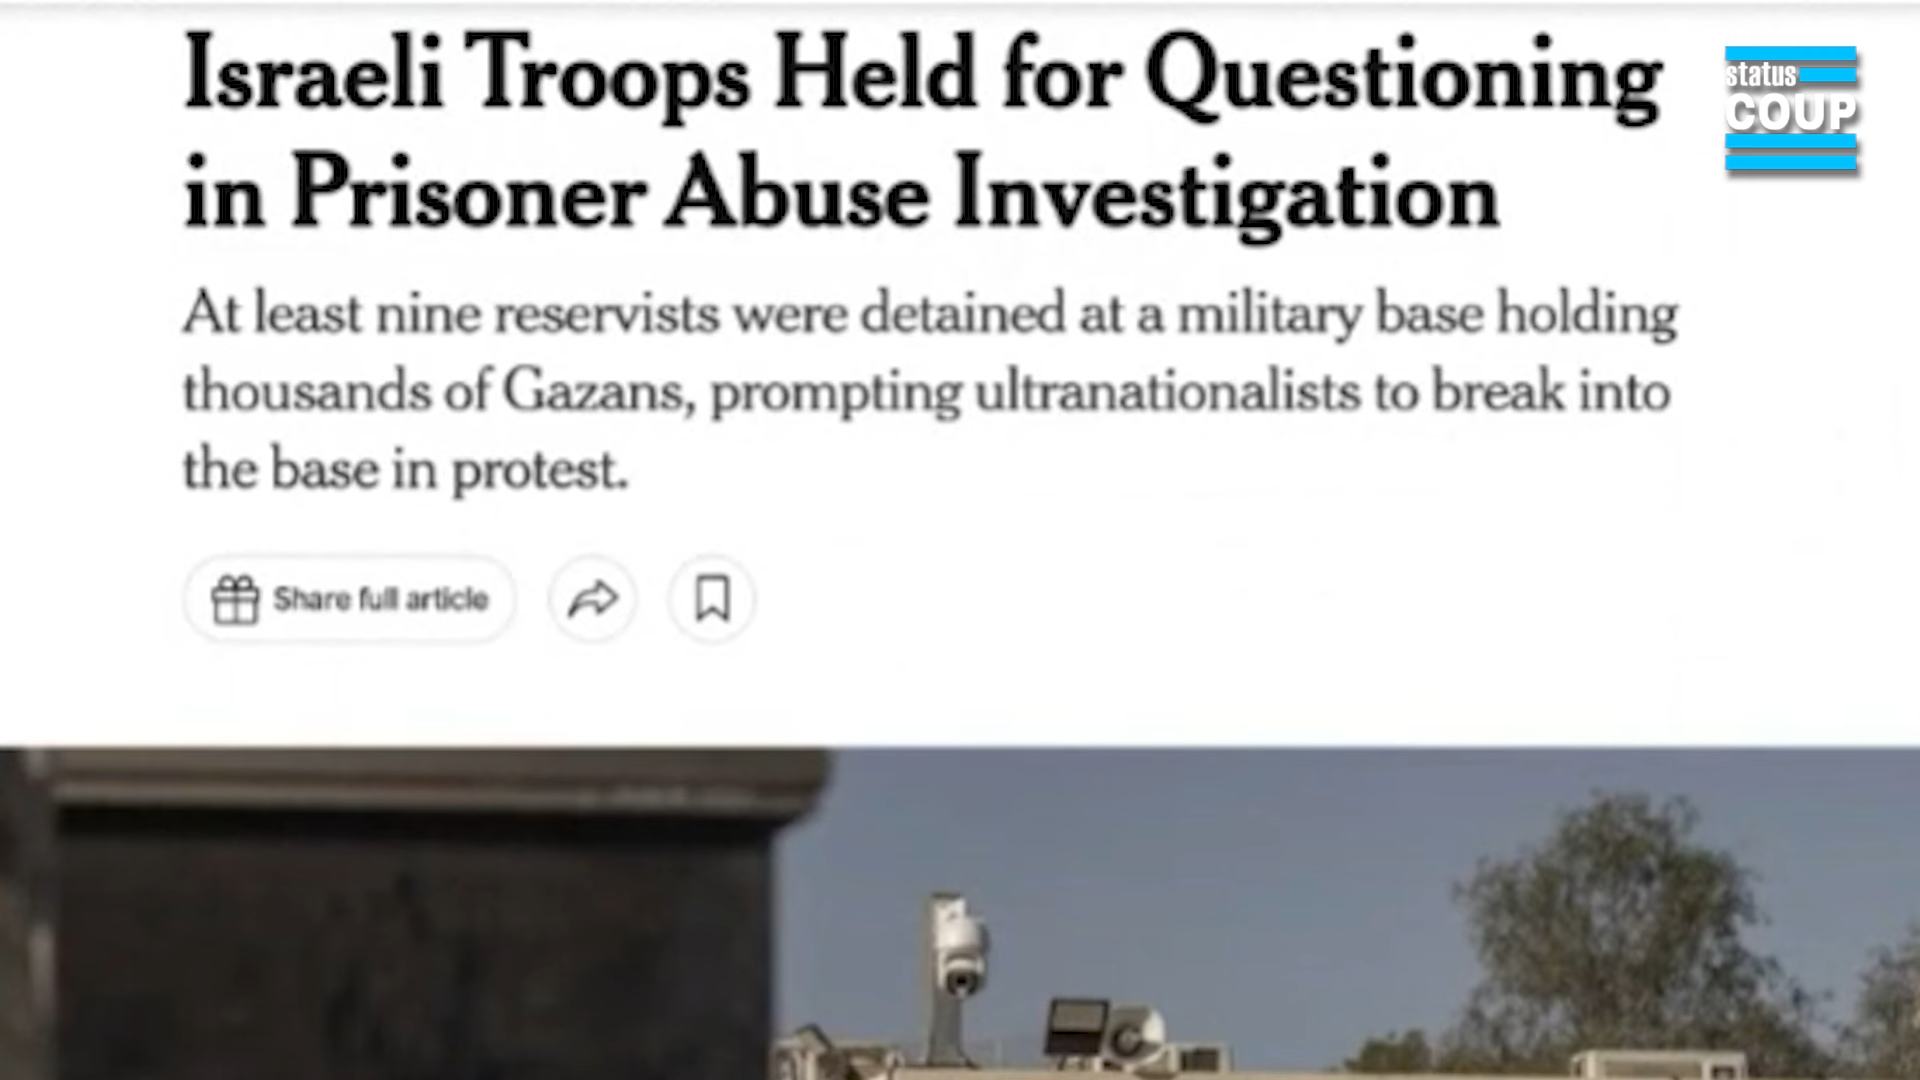 Israeli Troops Held for Questioning
in Prisoner Abuse Investigation
status
COUP
At least nine reservists were detained at a military base holding
thousands of Gazans, prompting ultranationalists to break into
the base in protest.
Share full article